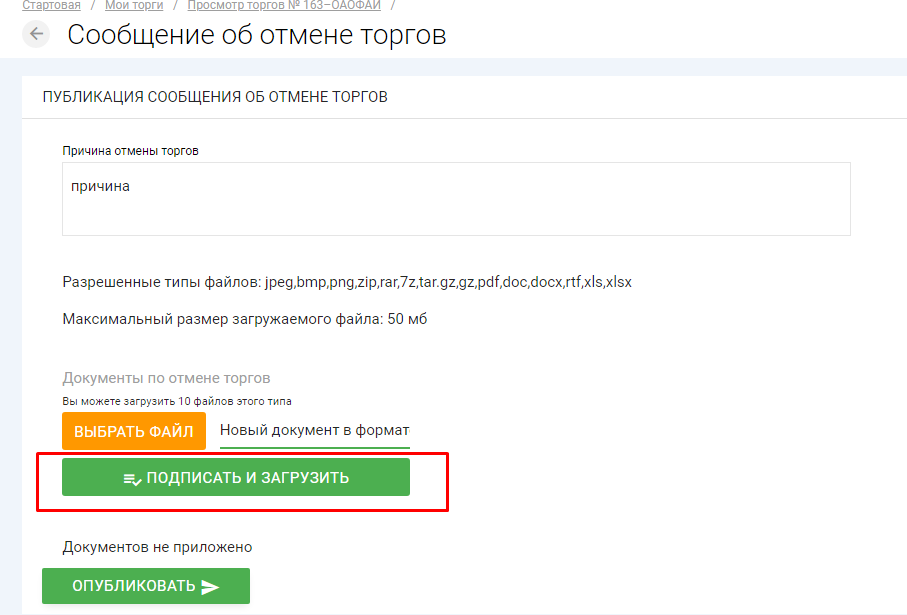 Стартовая / Мои торги / Просмотр торгов № 163–ОАОФАИ /
Сообщение об отмене торгов
ПУБЛИКАЦИЯ СООБЩЕНИЯ ОБ ОТМЕНЕ ТОРГОВ
Причина отмены торгов
причина
Разрешенные типы файлов: jpeg,bmp,png,zip,rar,7z,tar.gz,gz,pdf,doc,docx,rtf,xls,xlsx
Максимальный размер загружаемого файла: 50 мб
Документы по отмене торгов
Вы можете загрузить 10 файлов этого типа
ВЫБРАТЬ ФАЙЛ Новый документ в формат
ПОДПИСАТЬ И ЗАГРУЗИТЬ
Документов не приложено
ОПУБЛИКОВАТЬ